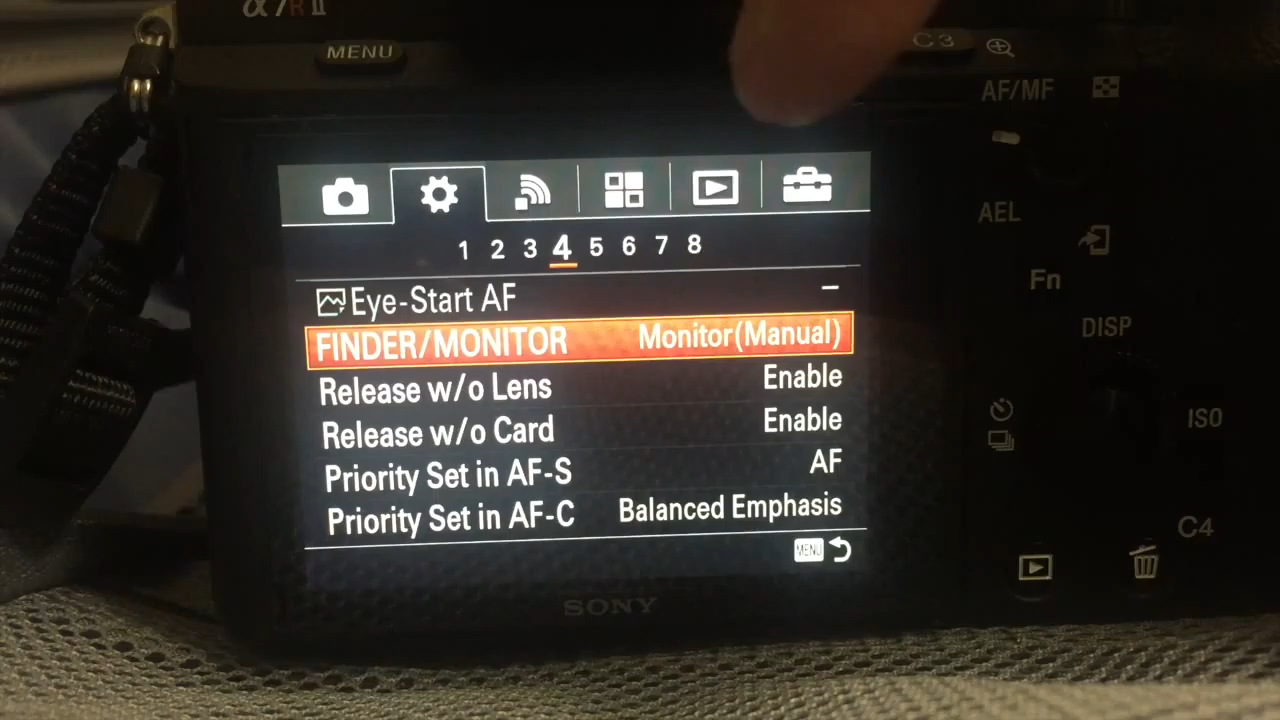 α7RII
MENU
C3
AF/MF
1 2 3 4 5 6 7 8
AEL
Eye-Start AF –
Fn
FINDER/MONITOR Monitor(Manual)
DISP
Release w/o Lens Enable
Release w/o Card Enable
ISO
Priority Set in AF-S AF
Priority Set in AF-C Balanced Emphasis
C4
MENU
SONY